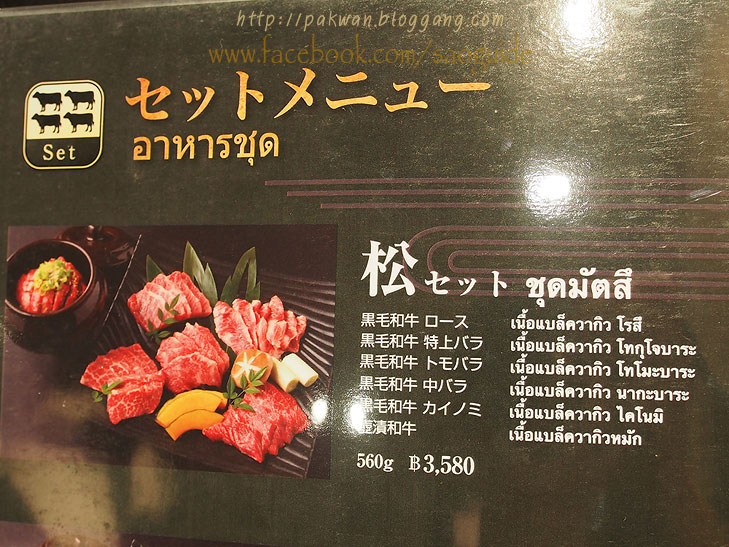 http://pakwan.bloggang.com
www.facebook.com/saoguide
セットメニュー
Set
อาหารชุด
松セット ชุดมัตสึ
黒毛和牛 ロース เนื้อแบล็ควากิว โรสึ
黒毛和牛 特上バラ เนื้อแบล็ควากิว โทกุโจบาระ
黒毛和牛 トモバラ เนื้อแบล็ควากิว โทโมะบาระ
黒毛和牛 中バラ เนื้อแบล็ควากิว นากะบาระ
黒毛和牛 カイノミ เนื้อแบล็ควากิว ไคโนมิ
壺漬和牛 เนื้อแบล็ควากิวหมัก
560g ฿3,580